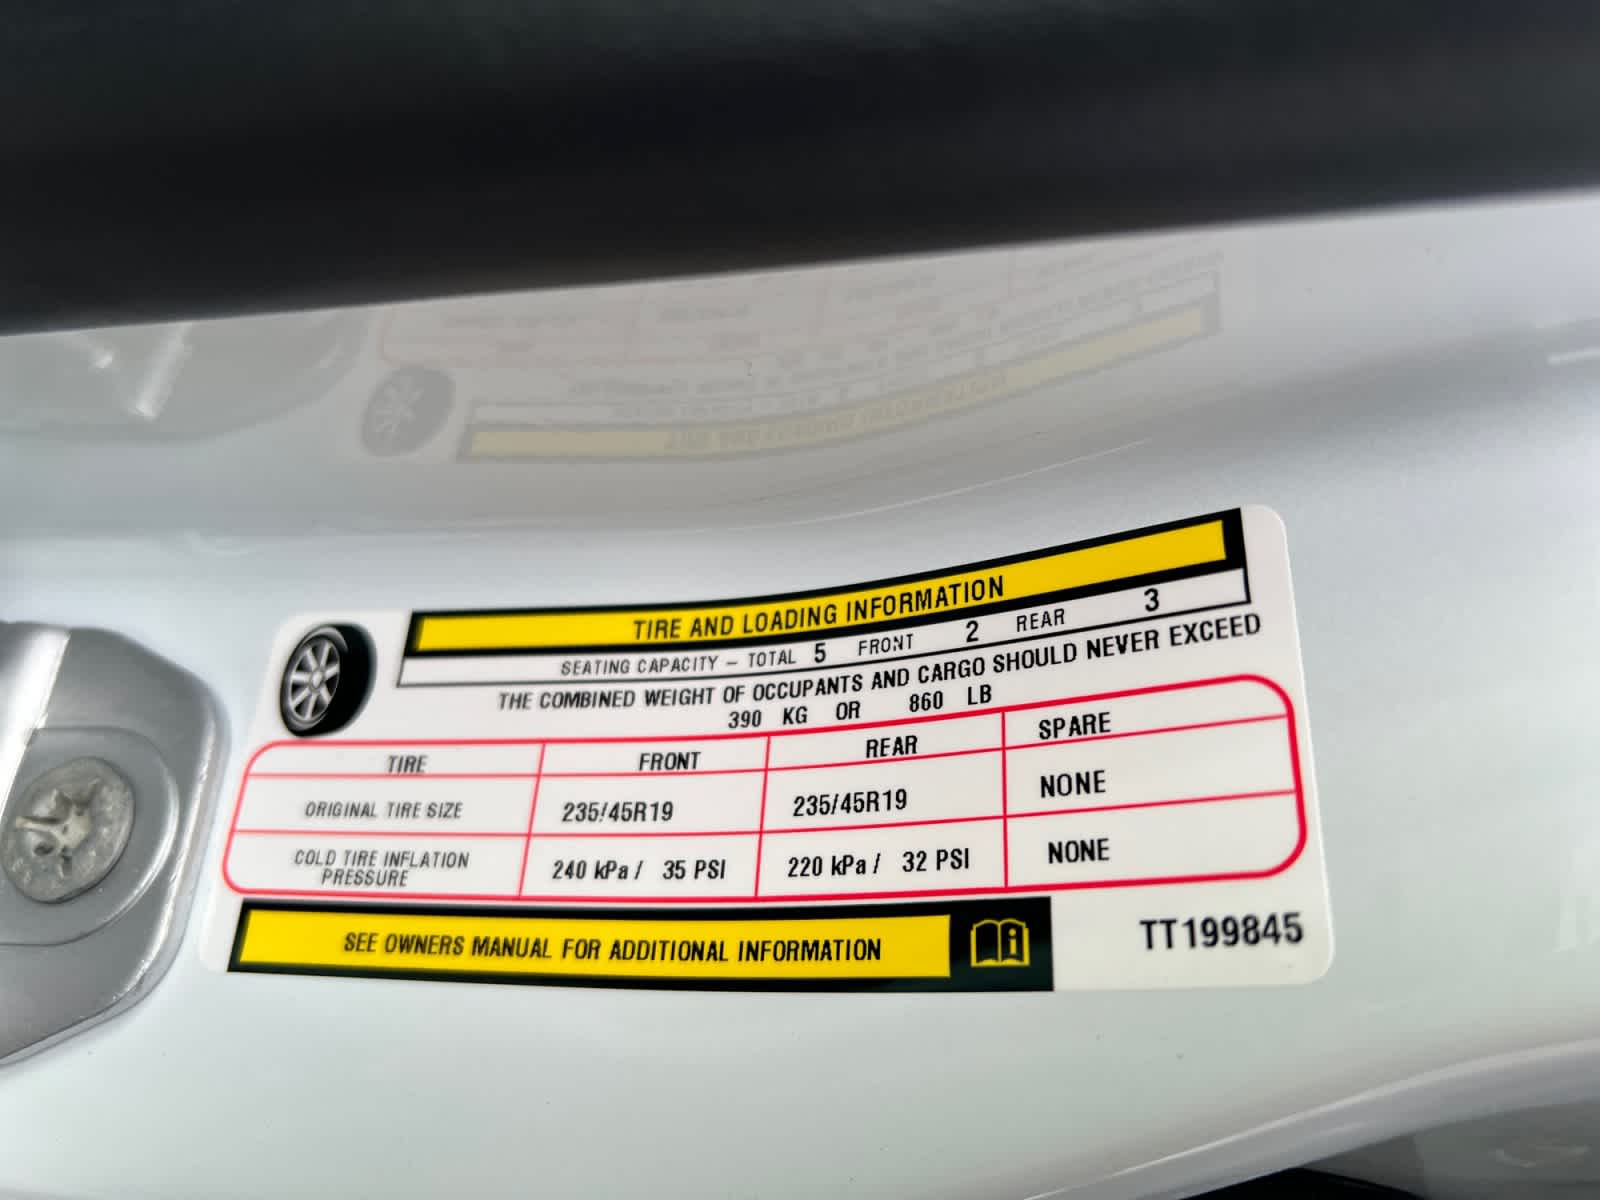 TIRE AND LOADING INFORMATION
SEATING CAPACITY – TOTAL 5 FRONT 2 REAR 3
THE COMBINED WEIGHT OF OCCUPANTS AND CARGO SHOULD NEVER EXCEED
390 KG OR 860 LB
TIRE FRONT REAR SPARE
ORIGINAL TIRE SIZE 235/45R19 235/45R19 NONE
COLD TIRE INFLATION PRESSURE 240 kPa / 35 PSI 220 kPa / 32 PSI NONE
SEE OWNERS MANUAL FOR ADDITIONAL INFORMATION
TT199845